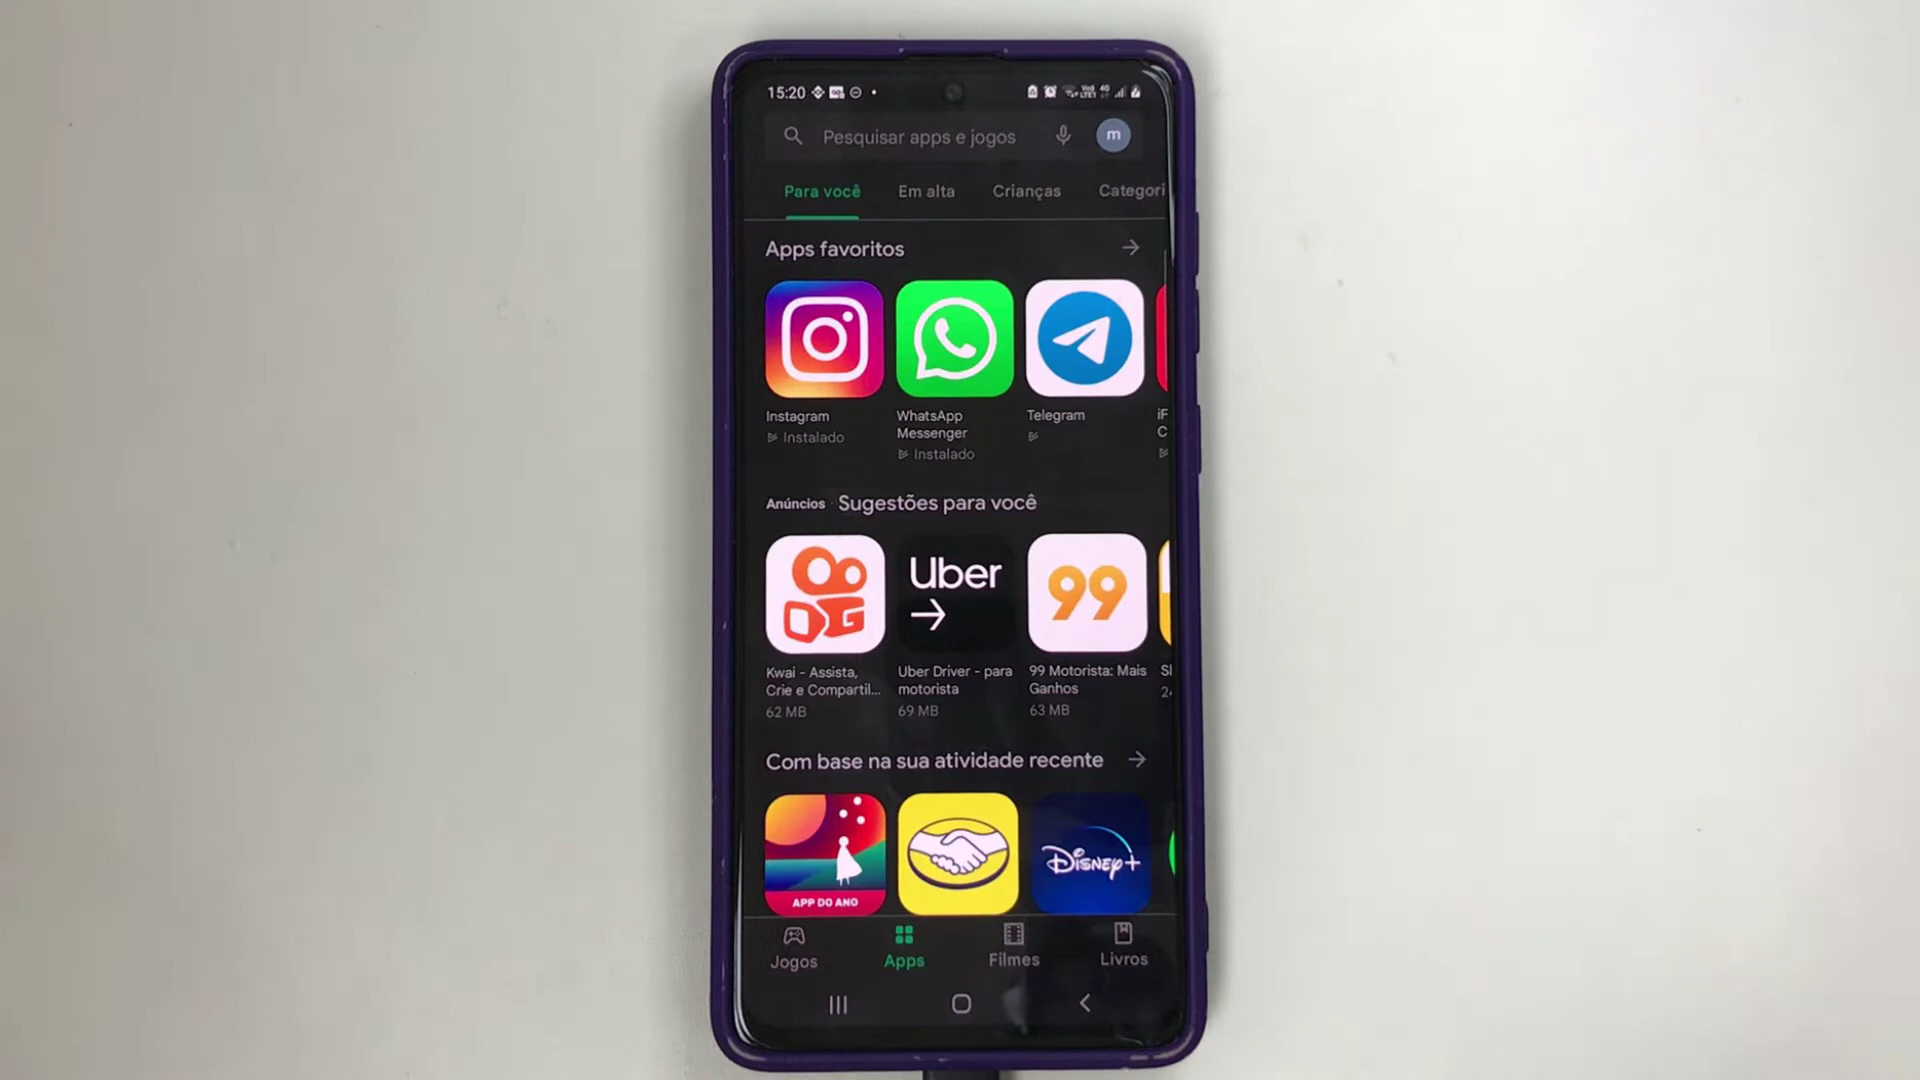 15:20
Pesquisar apps e jogos
m
Para você Em alta Crianças Categori
Apps favoritos
Instagram
Instalado
WhatsApp
Messenger
Instalado
Telegram
iF
C
Anúncios · Sugestões para você
Uber
99
Kwai - Assista,
Crie e Compartil...
62 MB
Uber Driver - para
motorista
69 MB
99 Motorista: Mais
Ganhos
63 MB
Com base na sua atividade recente
APP DO ANO
Disney+
Jogos Apps Filmes Livros